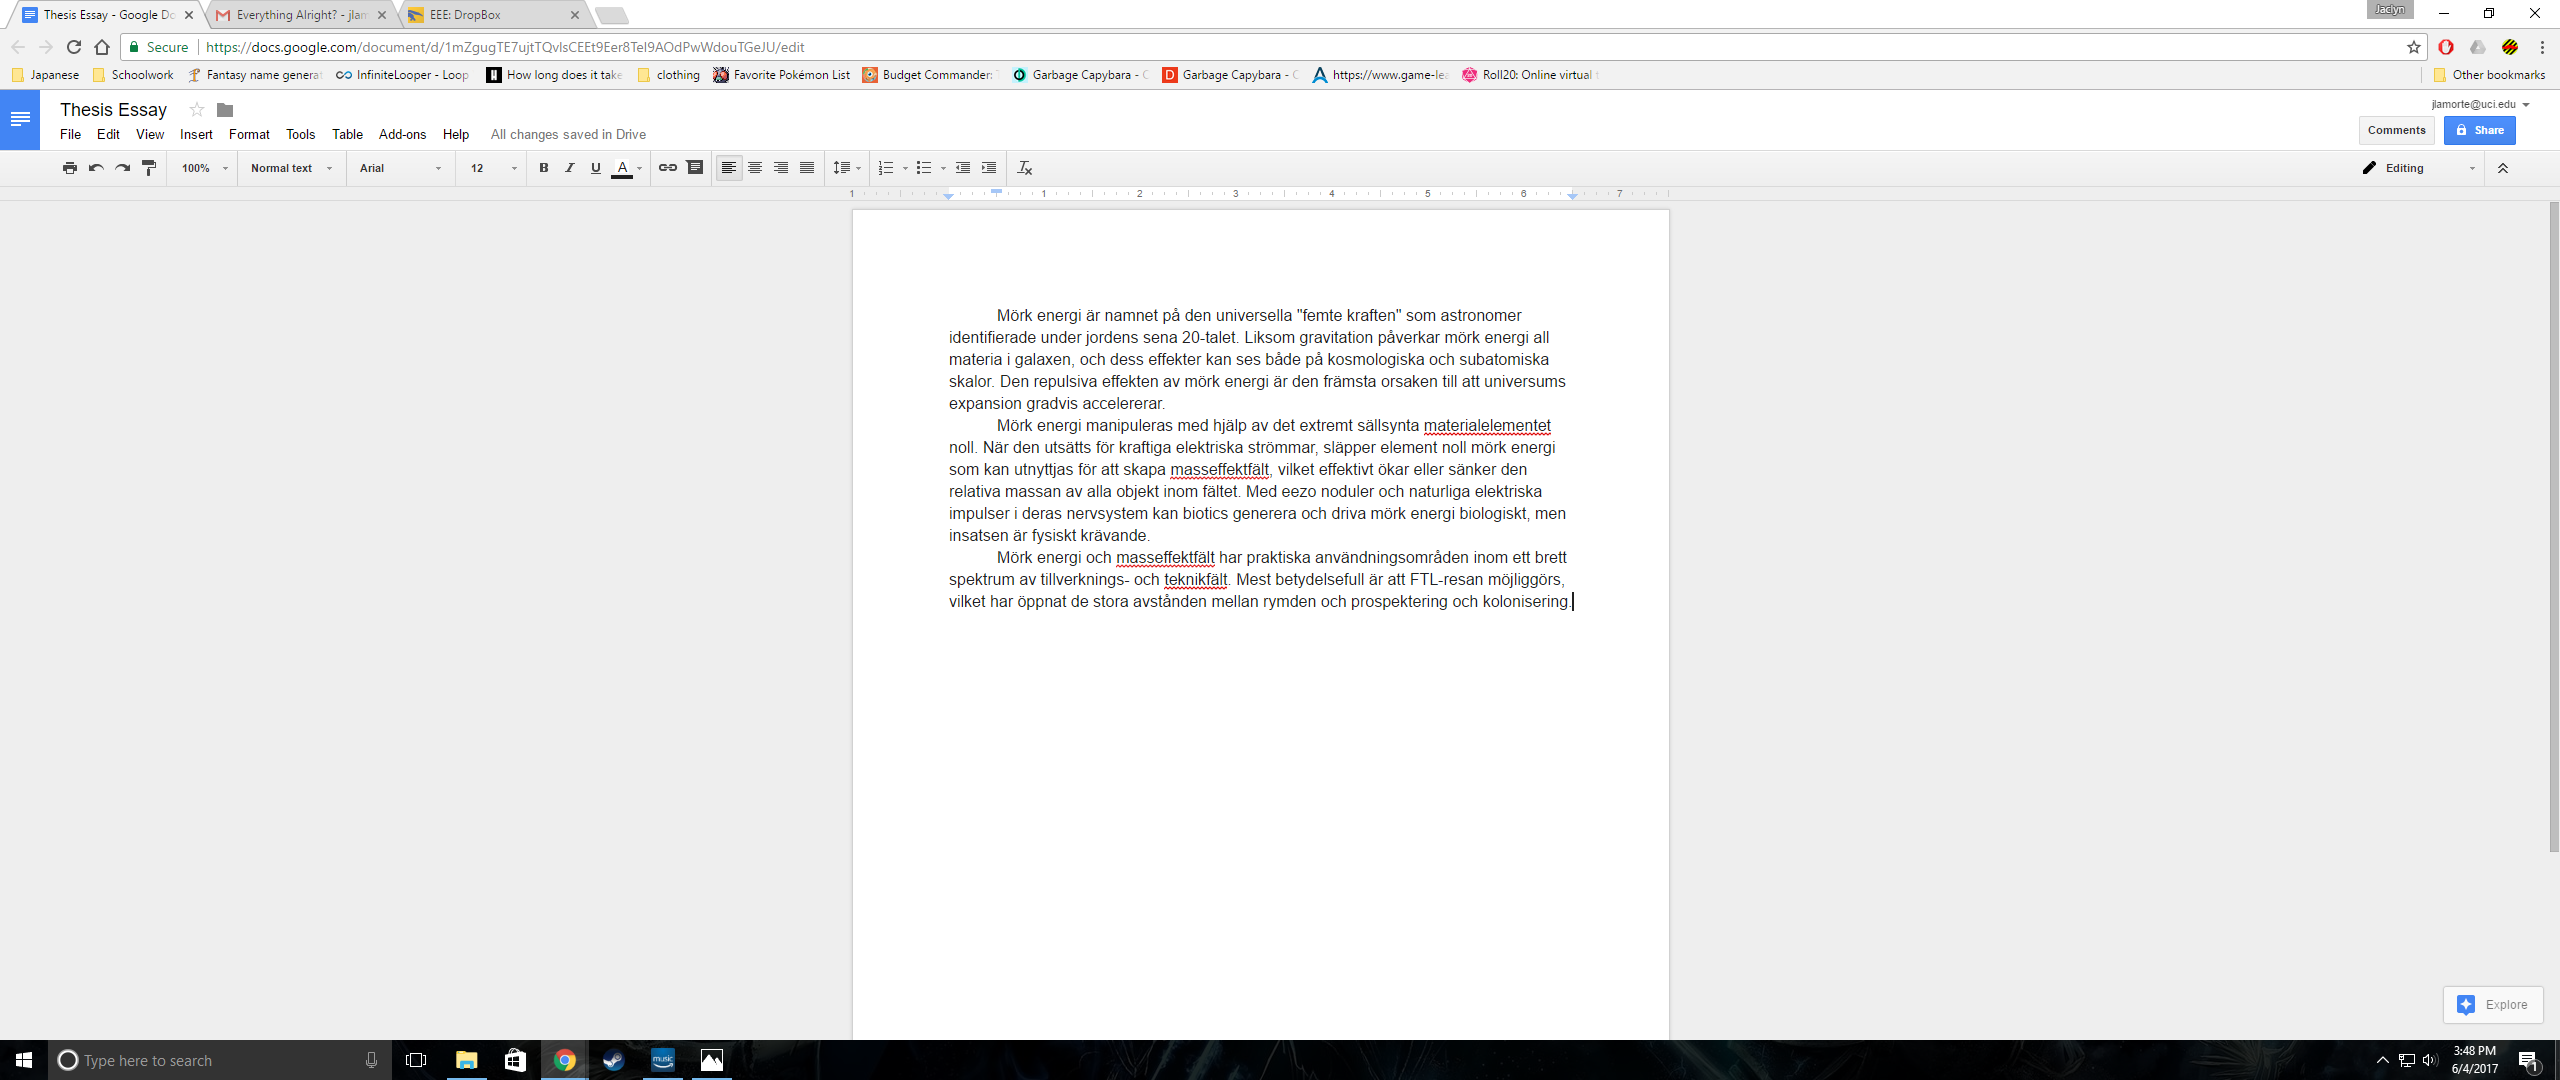 Thesis Essay - Google Do
Everything Alright? - jlam
EEE: DropBox
Jaclyn
Secure
https://docs.google.com/document/d/1mZgugTE7ujtTQvlsCEEt9Eer8Tel9AOdPwWdouTGeJU/edit
Japanese
Schoolwork
Fantasy name generat
InfiniteLooper - Loop
How long does it take
clothing
Favorite Pokémon List
Budget Commander:
Garbage Capybara - C
Garbage Capybara - C
https://www.game-lea
Roll20: Online virtual
Other bookmarks
Thesis Essay
jlamorte@uci.edu
File Edit View Insert Format Tools Table Add-ons Help All changes saved in Drive
Comments
Share
100% Normal text Arial 12 B I U A
Editing
1 1 2 3 4 5 6 7
Mörk energi är namnet på den universella "femte kraften" som astronomer
identifierade under jordens sena 20-talet. Liksom gravitation påverkar mörk energi all
materia i galaxen, och dess effekter kan ses både på kosmologiska och subatomiska
skalor. Den repulsiva effekten av mörk energi är den främsta orsaken till att universums
expansion gradvis accelererar.
Mörk energi manipuleras med hjälp av det extremt sällsynta materialelementet
noll. När den utsätts för kraftiga elektriska strömmar, släpper element noll mörk energi
som kan utnyttjas för att skapa masseffektfält, vilket effektivt ökar eller sänker den
relativa massan av alla objekt inom fältet. Med eezo noduler och naturliga elektriska
impulser i deras nervsystem kan biotics generera och driva mörk energi biologiskt, men
insatsen är fysiskt krävande.
Mörk energi och masseffektfält har praktiska användningsområden inom ett brett
spektrum av tillverknings- och teknikfält. Mest betydelsefull är att FTL-resan möjliggörs,
vilket har öppnat de stora avstånden mellan rymden och prospektering och kolonisering.
Explore
Type here to search
music
3:48 PM
6/4/2017
1